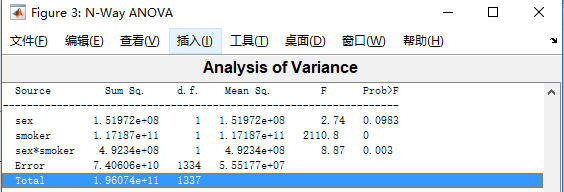 Figure 3: N-Way ANOVA
文件(F) 编辑(E) 查看(V) 插入(I) 工具(T) 桌面(D) 窗口(W) 帮助(H)
Analysis of Variance
Source Sum Sq. d.f. Mean Sq. F Prob>F
sex 1.51972e+08 1 1.51972e+08 2.74 0.0983
smoker 1.17187e+11 1 1.17187e+11 2110.8 0
sex*smoker 4.9234e+08 1 4.9234e+08 8.87 0.003
Error 7.40606e+10 1334 5.55177e+07
Total 1.96074e+11 1337